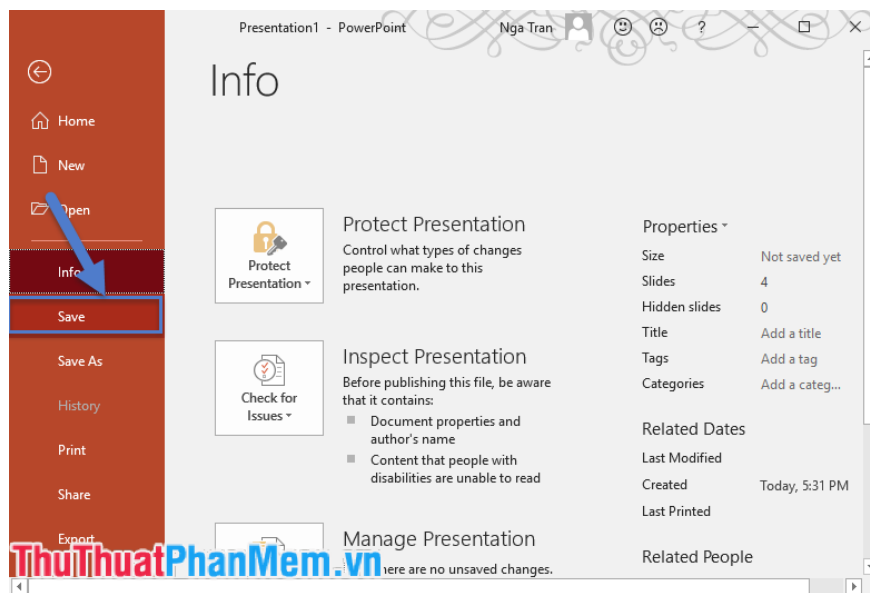 Presentation1 - PowerPoint
Nga Tran
?
Info
Home
New
Open
Info
Save
Save As
History
Print
Share
Export
Protect
Presentation
Protect Presentation
Control what types of changes
people can make to this
presentation.
Check for
Issues
Inspect Presentation
Before publishing this file, be aware
that it contains:
Document properties and
author's name
Content that people with
disabilities are unable to read
Manage Presentation
here are no unsaved changes.
Properties
Size Not saved yet
Slides 4
Hidden slides 0
Title Add a title
Tags Add a tag
Categories Add a categ...
Related Dates
Last Modified
Created Today, 5:31 PM
Last Printed
Related People
ThuThuatPhanMem.vn